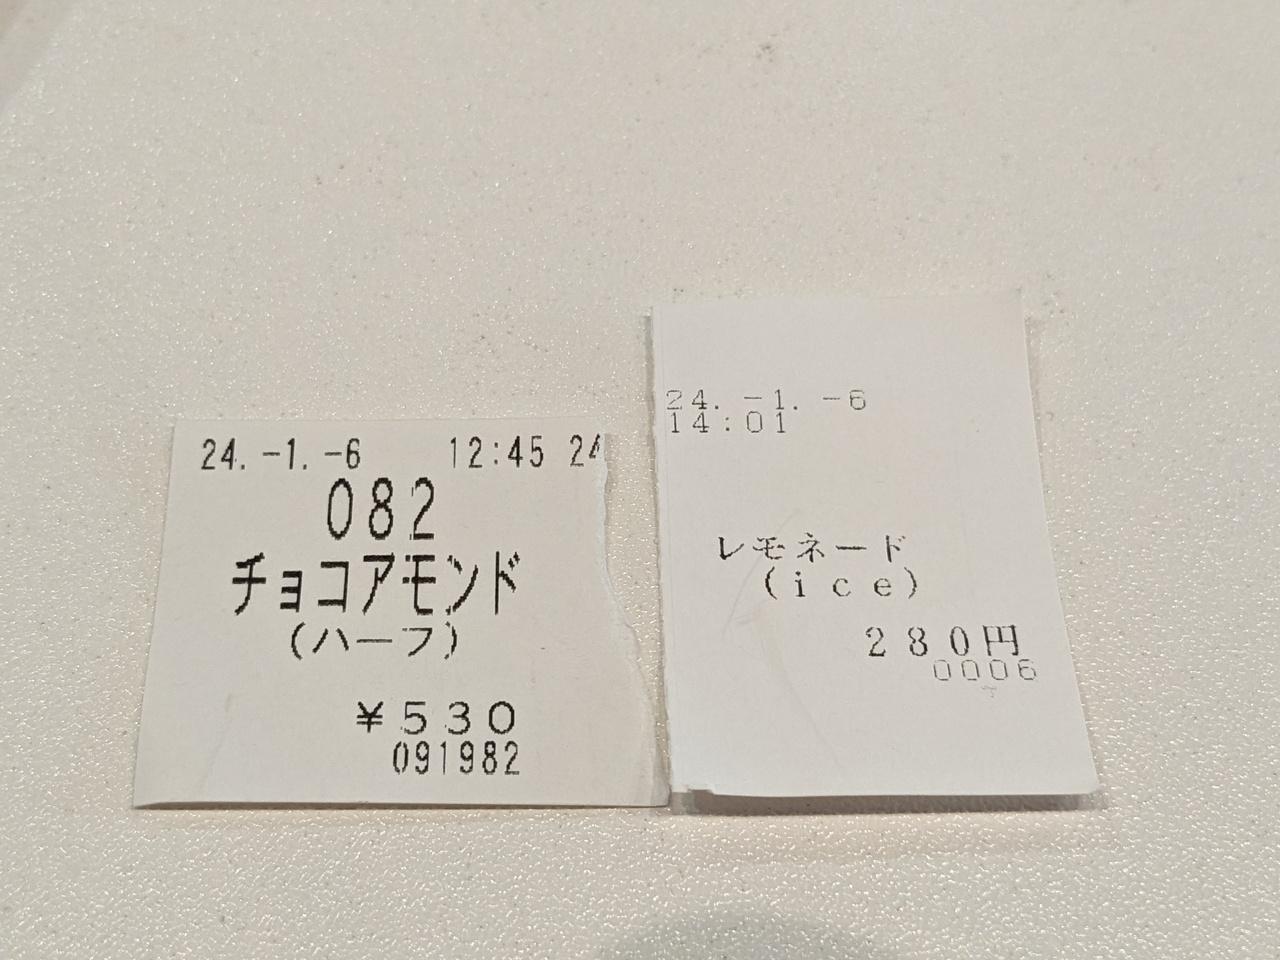 24.-1.-6 12:45 24
082
チョコアモンド
(ハーフ)
¥530
091982
24.-1.-6
14:01
レモネード
(ice)
280円
0006